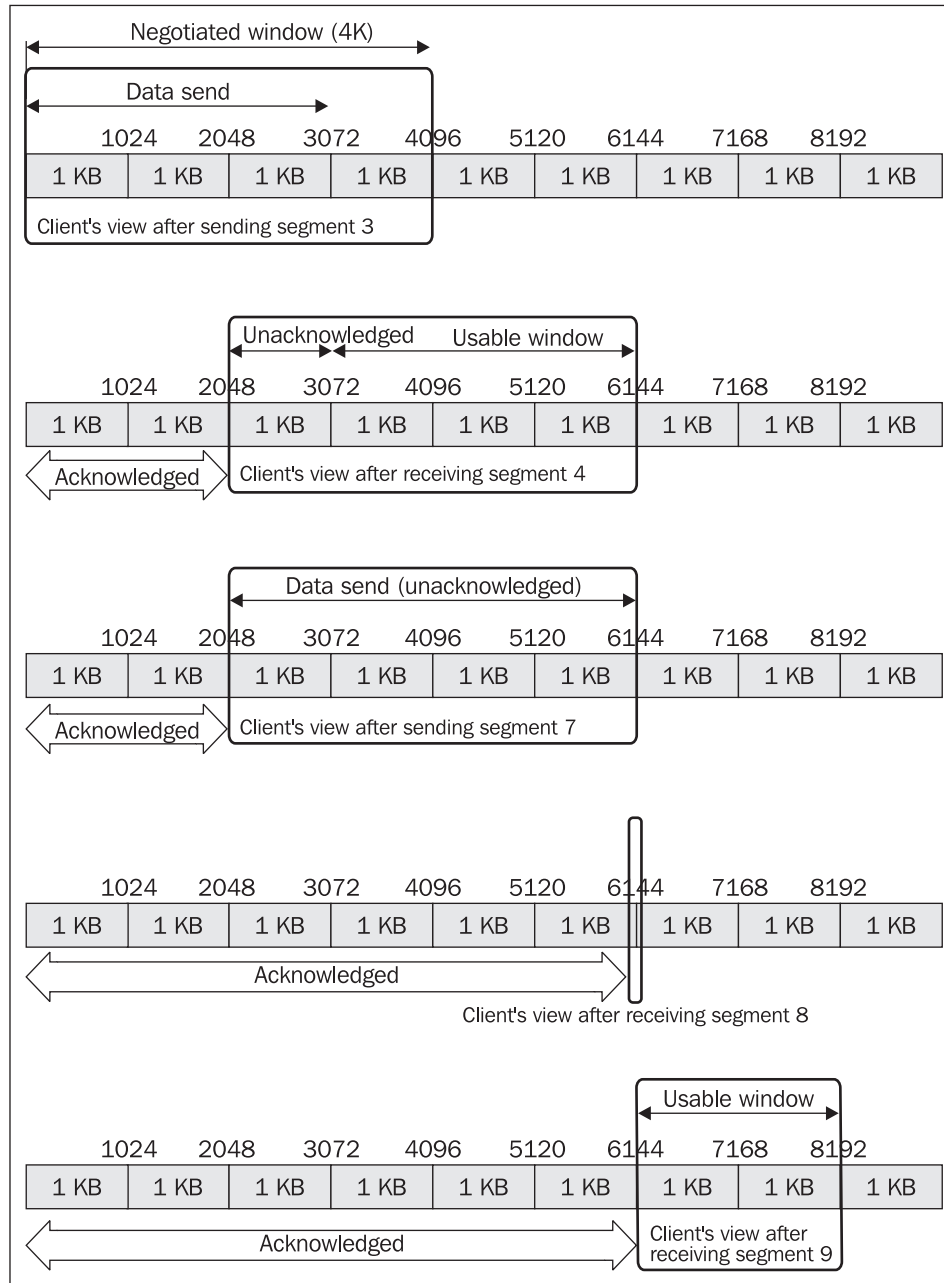 Negotiated window (4K)
Data send
1024 2048 3072 4096 5120 6144 7168 8192
1 KB 1 KB 1 KB 1 KB 1 KB 1 KB 1 KB 1 KB 1 KB
Client's view after sending segment 3
Unacknowledged Usable window
1024 2048 3072 4096 5120 6144 7168 8192
1 KB 1 KB 1 KB 1 KB 1 KB 1 KB 1 KB 1 KB 1 KB
Acknowledged Client's view after receiving segment 4
Data send (unacknowledged)
1024 2048 3072 4096 5120 6144 7168 8192
1 KB 1 KB 1 KB 1 KB 1 KB 1 KB 1 KB 1 KB 1 KB
Acknowledged Client's view after sending segment 7
1024 2048 3072 4096 5120 6144 7168 8192
1 KB 1 KB 1 KB 1 KB 1 KB 1 KB 1 KB 1 KB 1 KB
Acknowledged
Client's view after receiving segment 8
Usable window
1024 2048 3072 4096 5120 6144 7168 8192
1 KB 1 KB 1 KB 1 KB 1 KB 1 KB 1 KB 1 KB 1 KB
Acknowledged
Client's view after
receiving segment 9